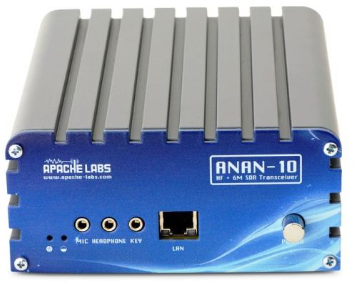 APACHE LABS
www.apache-labs.com
ANAN-10
HF + 6M SDR Transceiver
MIC HEADPHONE KEY
LAN